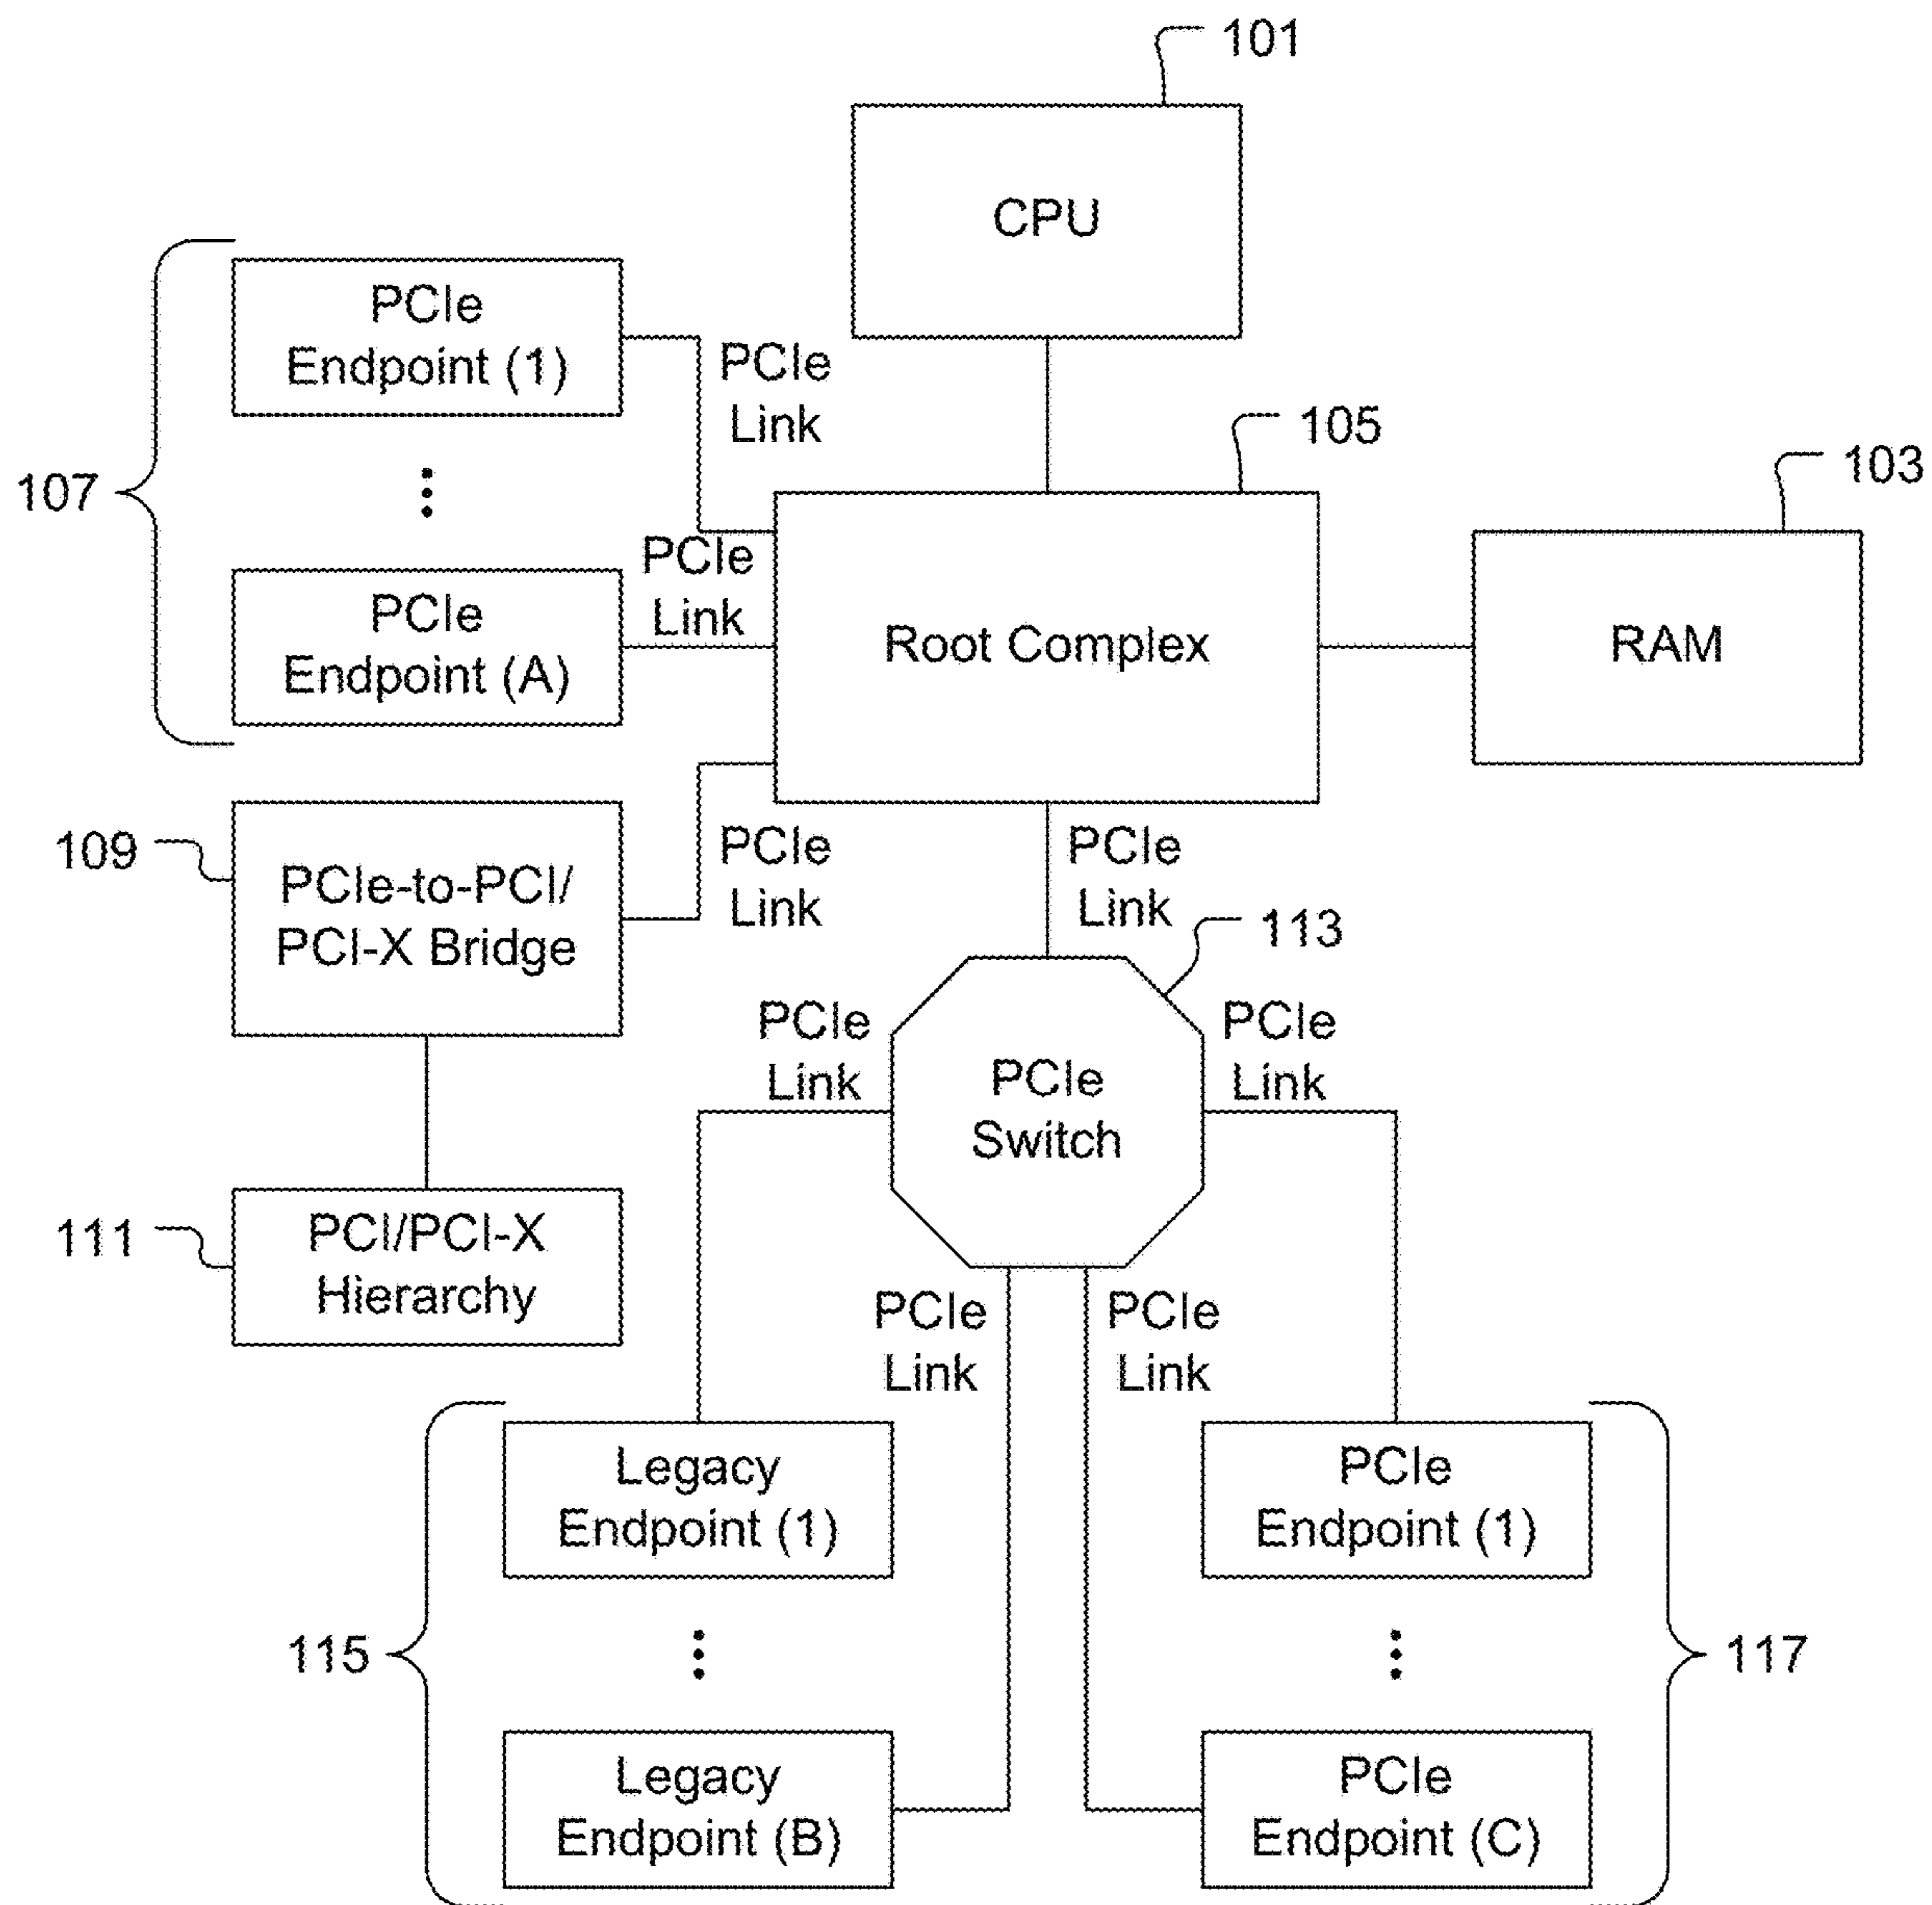 101
CPU
PCIe
Endpoint (1)
PCIe
Link
105
103
107
PCIe
Endpoint (A)
PCIe
Link
Root Complex
RAM
109
PCIe-to-PCI/
PCI-X Bridge
PCIe
Link
PCIe
Link
113
PCIe
Link
PCIe
Switch
PCIe
Link
111
PCI/PCI-X
Hierarchy
PCIe
Link
PCIe
Link
115
Legacy
Endpoint (1)
Legacy
Endpoint (B)
PCIe
Endpoint (1)
PCIe
Endpoint (C)
117